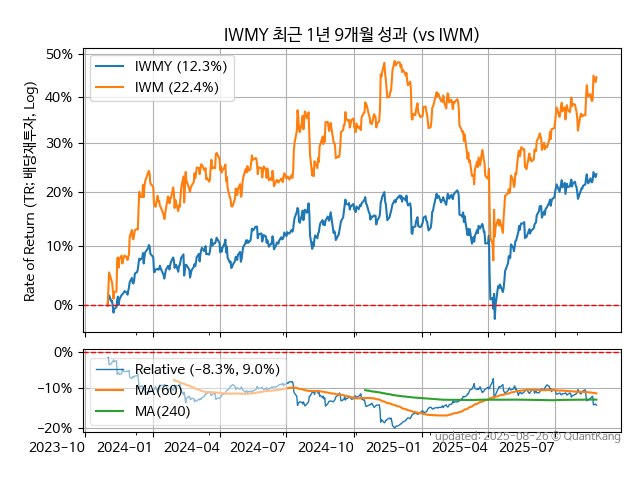 IWMY 최근 1년 9개월 성과 (vs IWM)
Rate of Return (TR: 배당재투자, Log)
50%
40%
30%
20%
10%
0%
IWMY (12.3%)
IWM (22.4%)
0%
−10%
−20%
Relative (−8.3%, 9.0%)
MA(60)
MA(240)
2023−10 2024−01 2024−04 2024−07 2024−10 2025−01 2025−04 2025−07
updated: 2025−08−26 © QuantKang